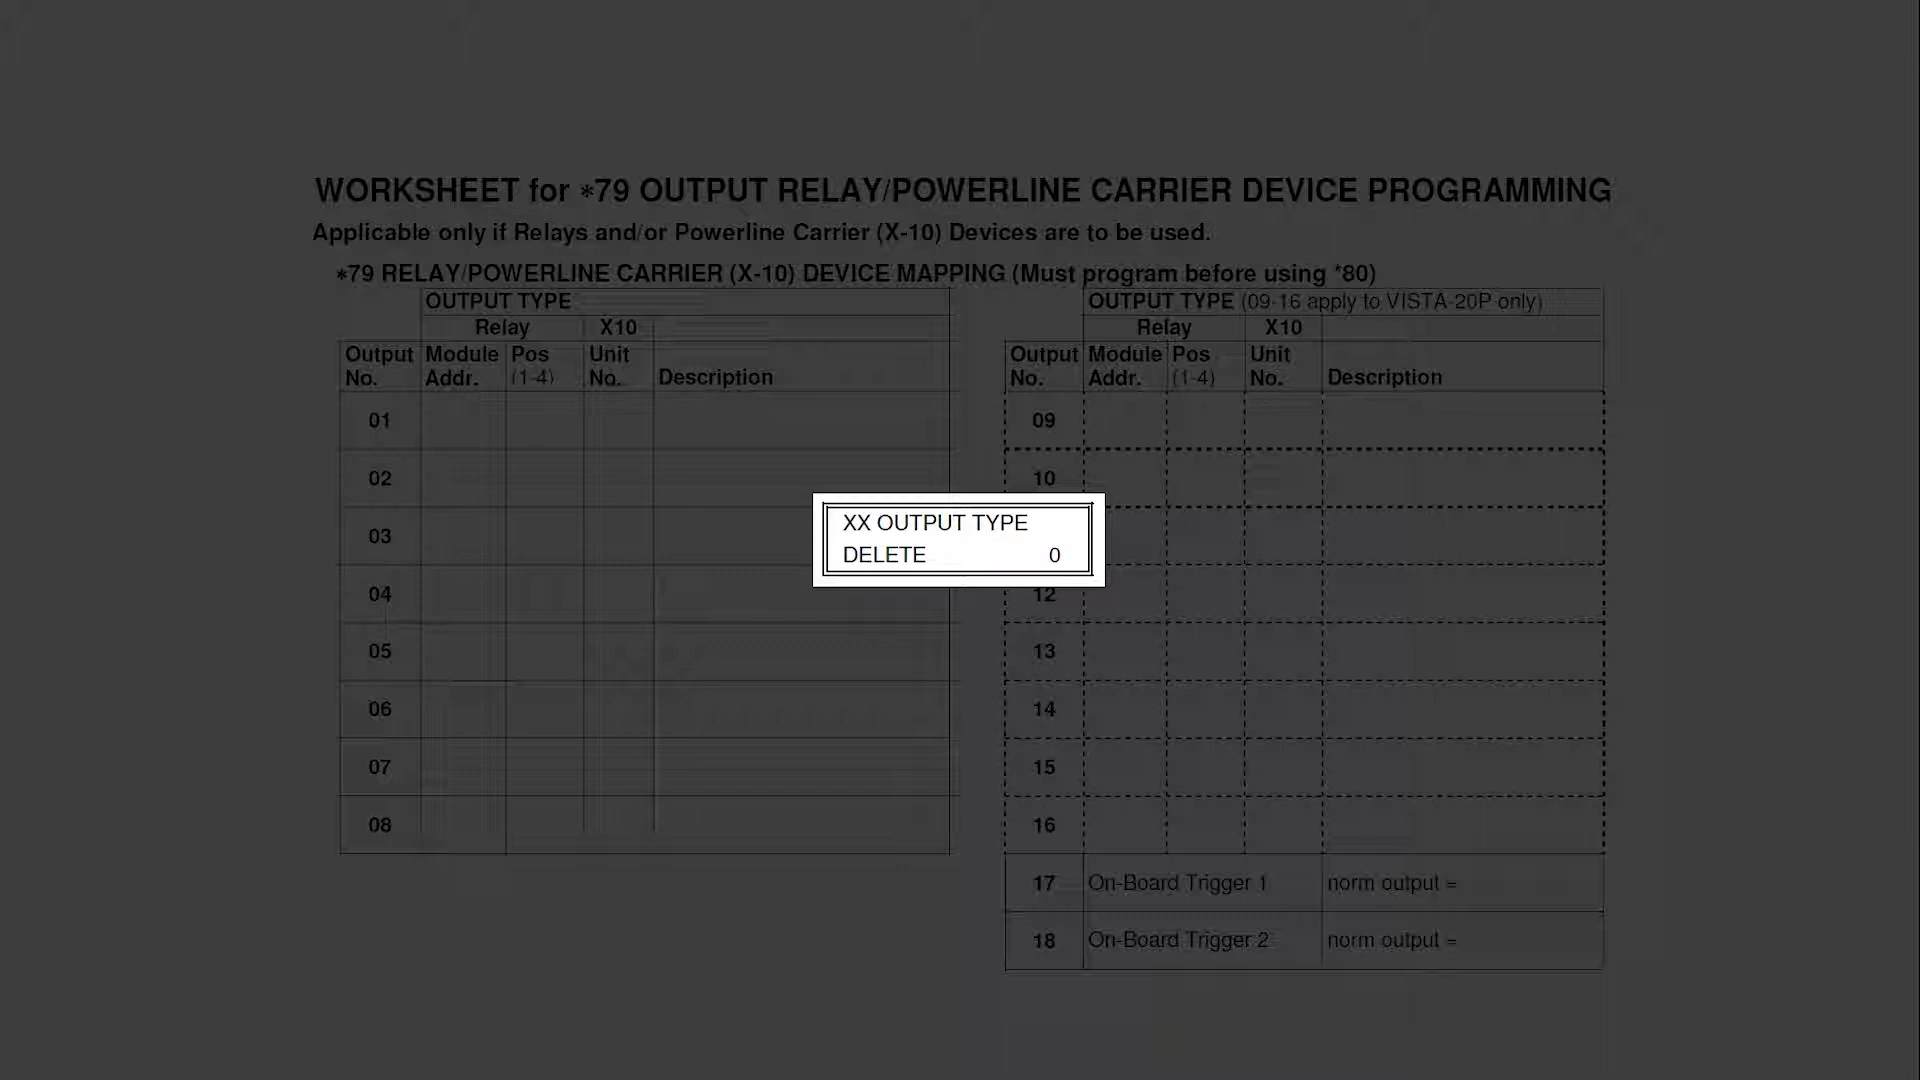 WORKSHEET for *79 OUTPUT RELAY/POWERLINE CARRIER DEVICE PROGRAMMING
Applicable only if Relays and/or Powerline Carrier (X-10) Devices are to be used.
*79 RELAY/POWERLINE CARRIER (X-10) DEVICE MAPPING (Must program before using *80)
OUTPUT TYPE
Relay X10
Output Module Pos Unit
No. Addr. (1-4) No. Description
01
02
03
04
05
06
07
08
OUTPUT TYPE (09-16 apply to VISTA-20P only)
Relay X10
Output Module Pos Unit
No. Addr. (1-4) No. Description
09
10
12
13
14
15
16
17 On-Board Trigger 1 norm output =
18 On-Board Trigger 2 norm output =
XX OUTPUT TYPE
DELETE 0